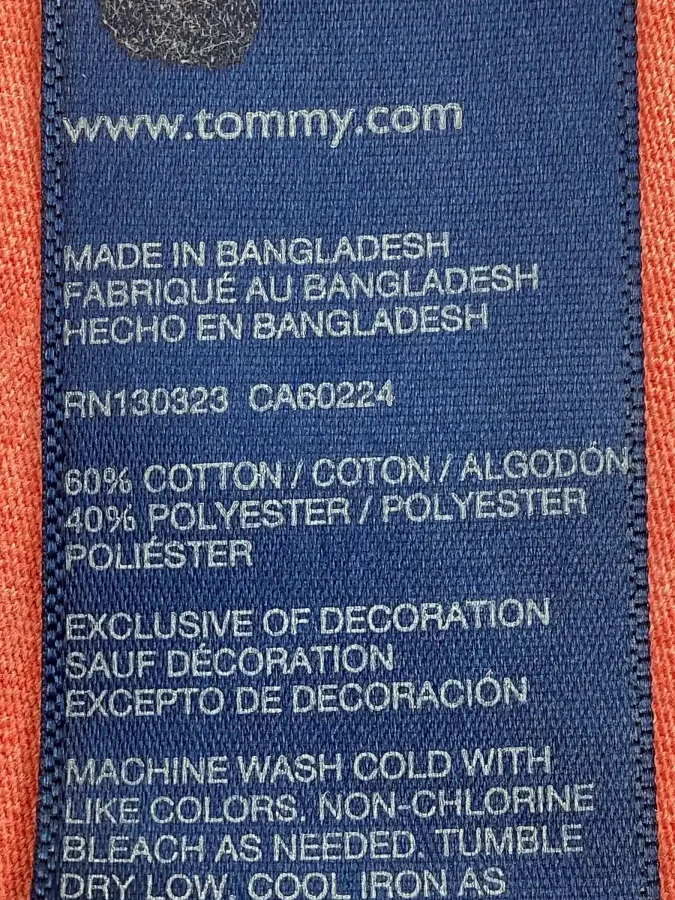 www.tommy.com
MADE IN BANGLADESH
FABRIQUÉ AU BANGLADESH
HECHO EN BANGLADESH
RN130323 CA60224
60% COTTON / COTON / ALGODÓN
40% POLYESTER / POLYESTER
POLIÉSTER
EXCLUSIVE OF DECORATION
SAUF DÉCORATION
EXCEPTO DE DECORACIÓN
MACHINE WASH COLD WITH
LIKE COLORS. NON-CHLORINE
BLEACH AS NEEDED. TUMBLE
DRY LOW. COOL IRON AS